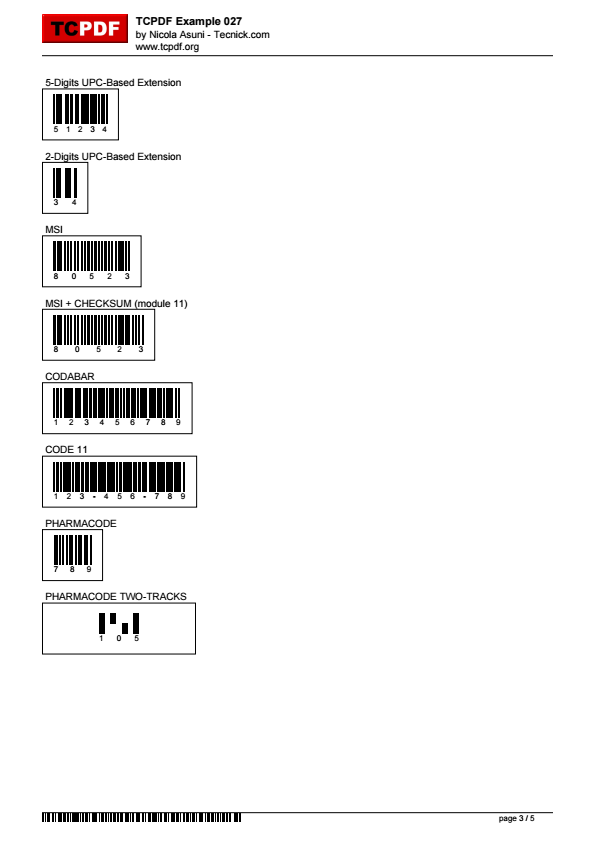 TCPDF
TCPDF Example 027
by Nicola Asuni - Tecnick.com
www.tcpdf.org
5-Digits UPC-Based Extension
5 1 2 3 4
2-Digits UPC-Based Extension
3 4
MSI
8 0 5 2 3
MSI + CHECKSUM (module 11)
8 0 5 2 3
CODABAR
1 2 3 4 5 6 7 8 9
CODE 11
1 2 3 - 4 5 6 - 7 8 9
PHARMACODE
7 8 9
PHARMACODE TWO-TRACKS
1 0 5
page 3 / 5